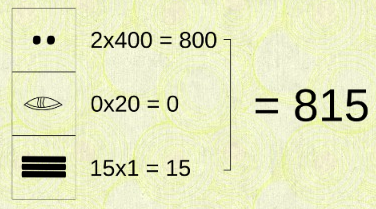 2x400 = 800
0x20 = 0
15x1 = 15
= 815